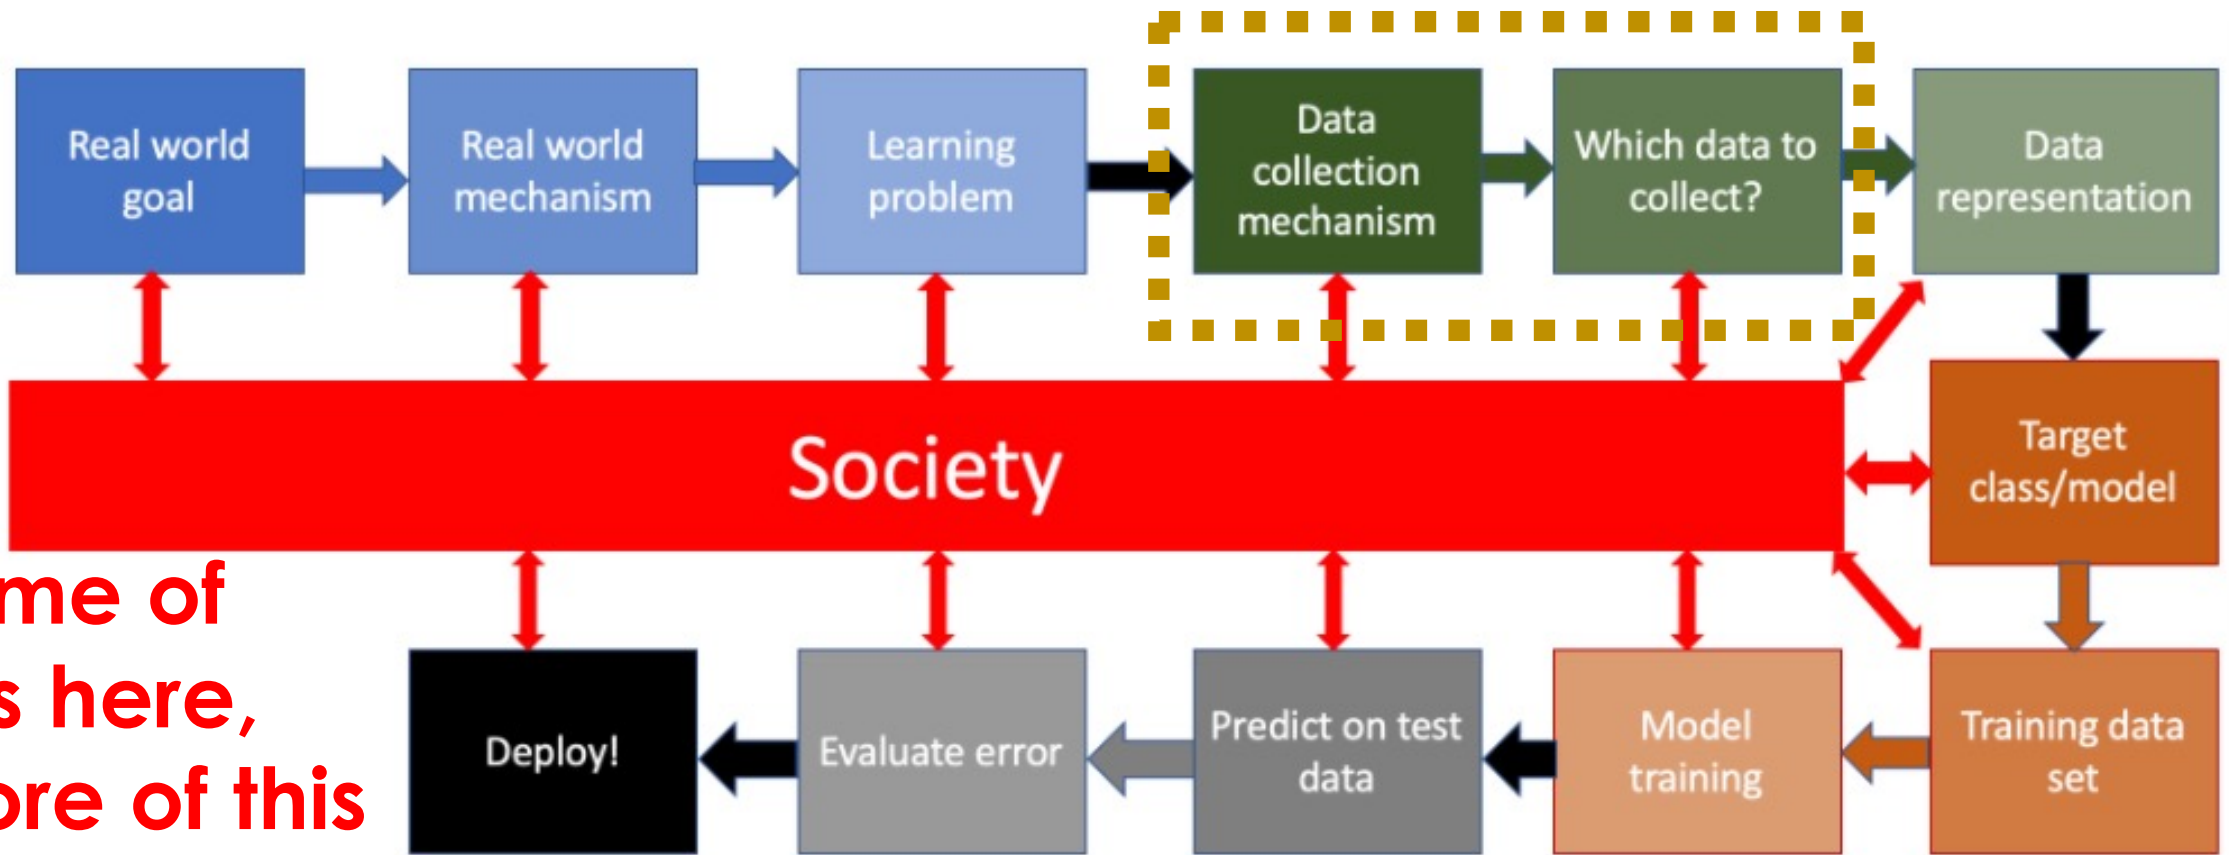 Real world
goal
Real world
mechanism
Learning
problem
Data
collection
mechanism
Which data to
collect?
Data
representation
Society
Target
class/model
me of
s here,
ore of this
Deploy!
Evaluate error
Predict on test
data
Model
training
Training data
set